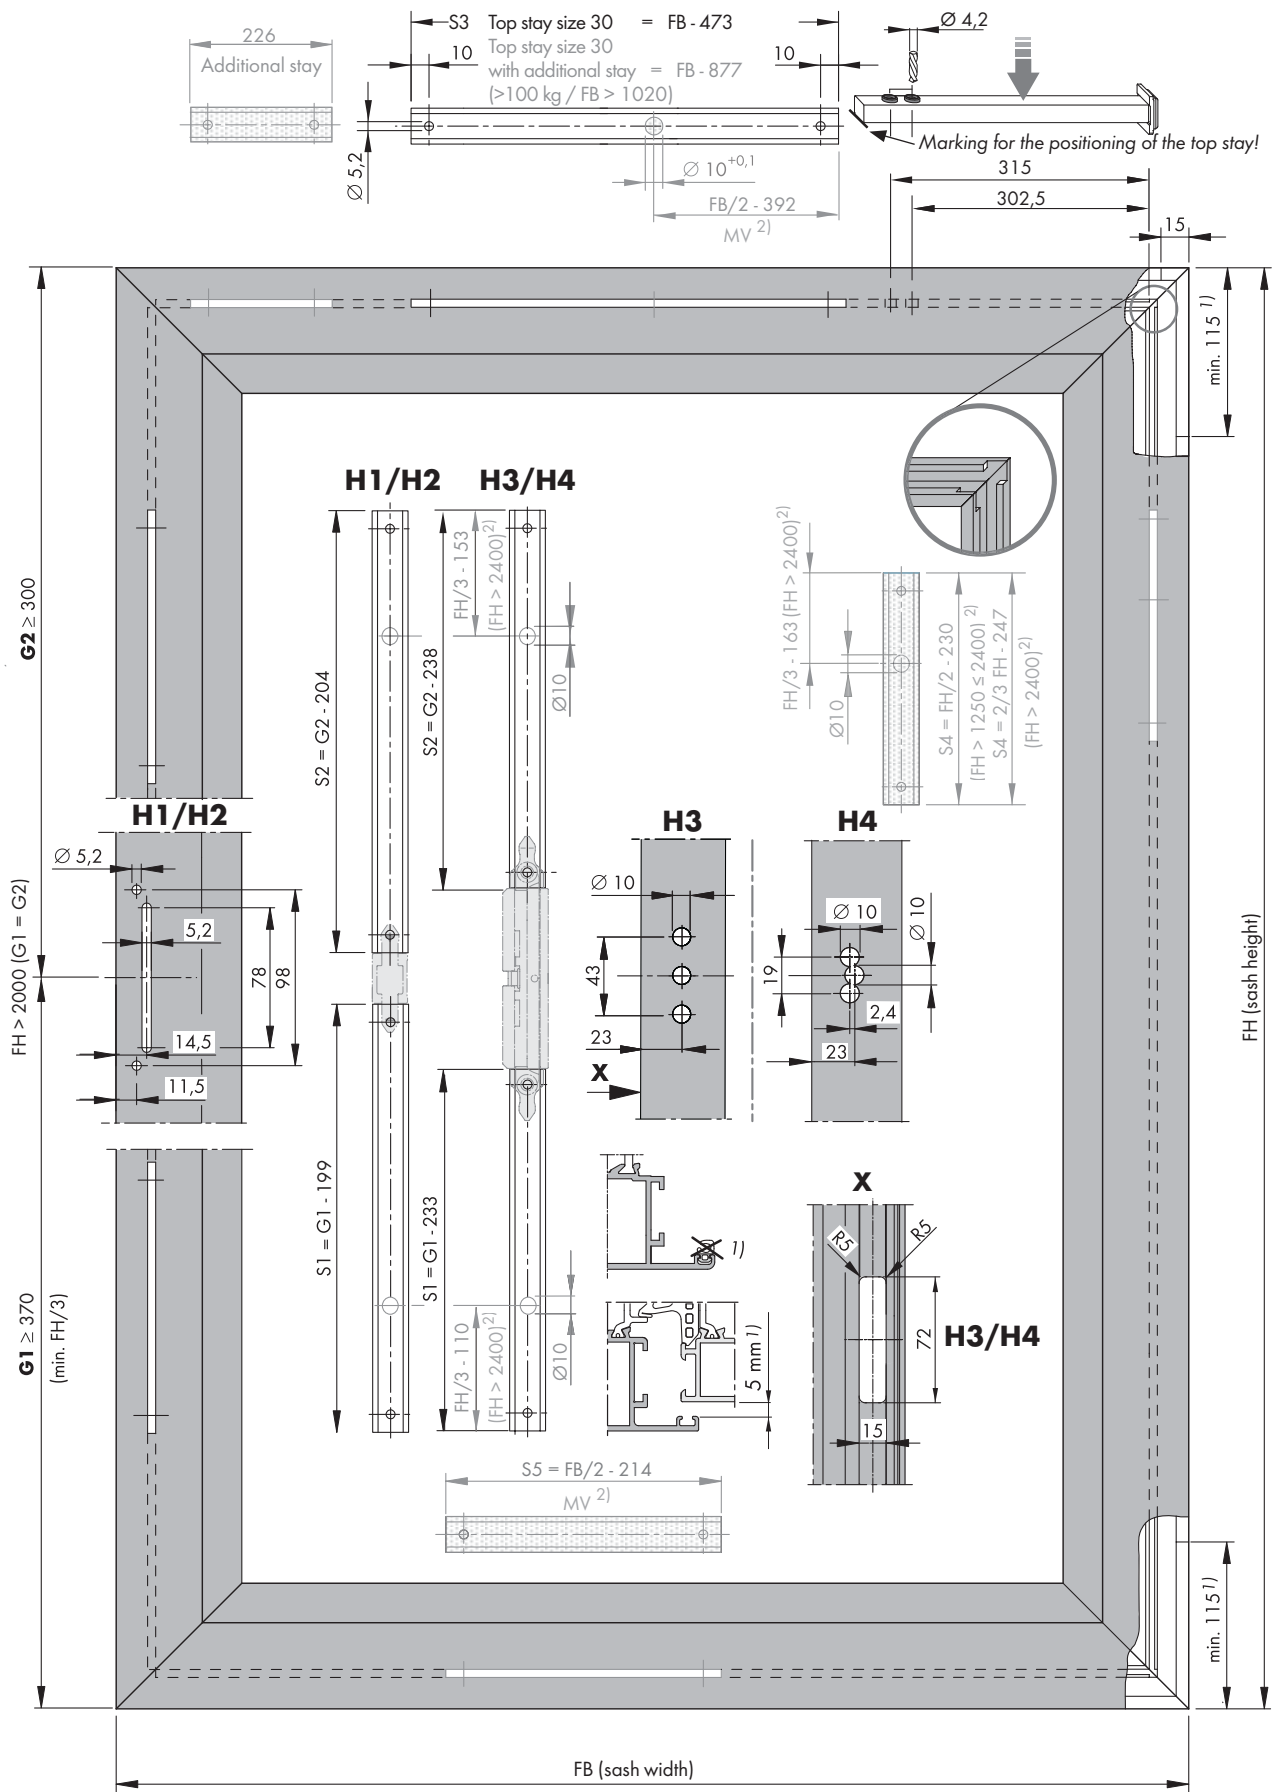 S3 Top stay size 30 = FB - 473
226
Additional stay
10
Top stay size 30
with additional stay = FB - 877
(>100 kg / FB > 1020)
10
Ø 4,2
Marking for the positioning of the top stay!
Ø 5,2
Ø 10+0,1
FB/2 - 392
MV 2)
315
302,5
15
min. 115 1)
G2 ≥ 300
FH > 2000 (G1 = G2)
G1 ≥ 370
(min. FH/3)
H1/H2
H3/H4
S2 = G2 - 204
S2 = G2 - 238
FH/3 - 153
(FH > 2400)2)
Ø10
FH/3 - 163 (FH > 2400)2)
Ø10
S4 = FH/2 - 230
(FH > 1250 ≤ 2400) 2)
S4 = 2/3 FH - 247
(FH > 2400)2)
H1/H2
Ø 5,2
5,2
78
98
14,5
11,5
H3
Ø 10
43
23
X
H4
Ø 10
Ø 10
19
2,4
23
FH (sash height)
S1 = G1 - 199
S1 = G1 - 233
FH/3 - 110
(FH > 2400)2)
Ø10
1)
5 mm 1)
X
R5
R5
72
H3/H4
15
S5 = FB/2 - 214
MV 2)
min. 115 1)
FB (sash width)